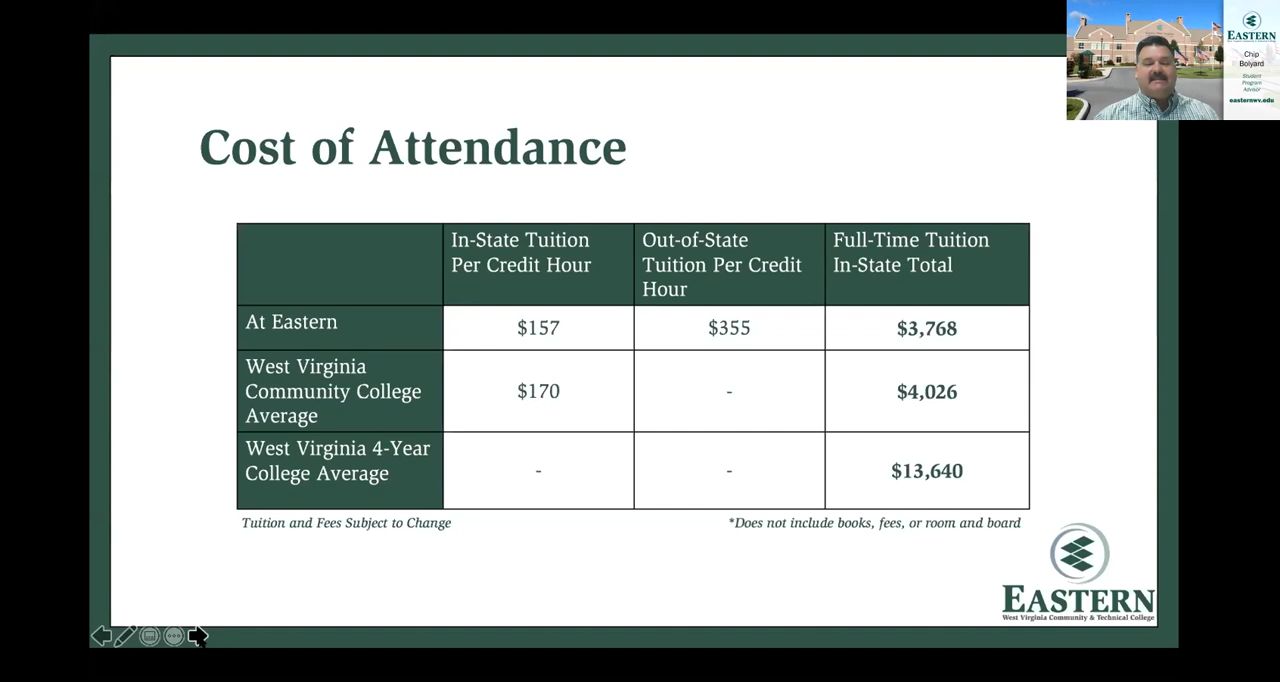 EASTERN
Chip
Bolyard
Student
Program
Advisor
easternwv.edu
Cost of Attendance
In-State Tuition
Per Credit Hour
Out-of-State
Tuition Per Credit
Hour
Full-Time Tuition
In-State Total
At Eastern
$157
$355
$3,768
West Virginia
Community College
Average
$170
-
$4,026
West Virginia 4-Year
College Average
-
-
$13,640
Tuition and Fees Subject to Change
*Does not include books, fees, or room and board
EASTERN
West Virginia Community & Technical College